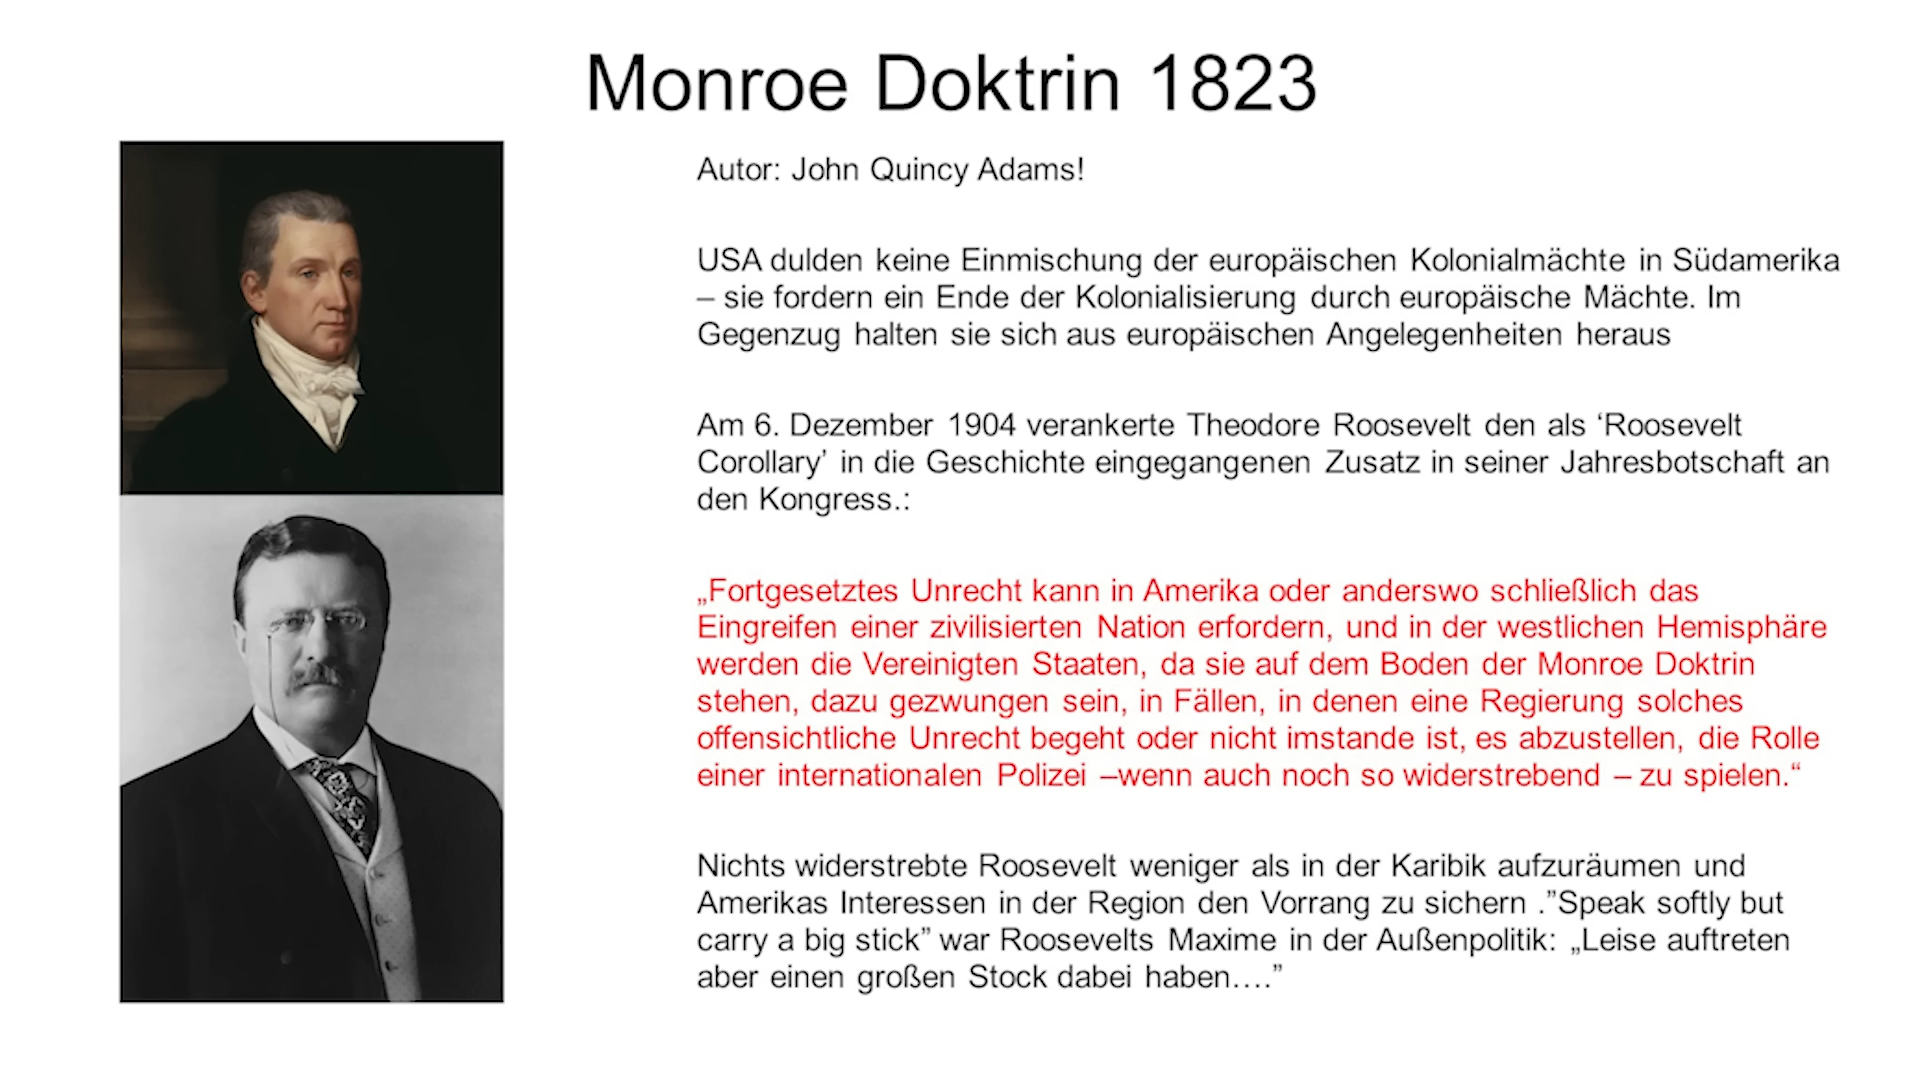 Monroe Doktrin 1823
Autor: John Quincy Adams!
USA dulden keine Einmischung der europäischen Kolonialmächte in Südamerika
– sie fordern ein Ende der Kolonialisierung durch europäische Mächte. Im
Gegenzug halten sie sich aus europäischen Angelegenheiten heraus
Am 6. Dezember 1904 verankerte Theodore Roosevelt den als ‘Roosevelt
Corollary’ in die Geschichte eingegangenen Zusatz in seiner Jahresbotschaft an
den Kongress.:
„Fortgesetztes Unrecht kann in Amerika oder anderswo schließlich das
Eingreifen einer zivilisierten Nation erfordern, und in der westlichen Hemisphäre
werden die Vereinigten Staaten, da sie auf dem Boden der Monroe Doktrin
stehen, dazu gezwungen sein, in Fällen, in denen eine Regierung solches
offensichtliche Unrecht begeht oder nicht imstande ist, es abzustellen, die Rolle
einer internationalen Polizei –wenn auch noch so widerstrebend – zu spielen.“
Nichts widerstrebte Roosevelt weniger als in der Karibik aufzuräumen und
Amerikas Interessen in der Region den Vorrang zu sichern .”Speak softly but
carry a big stick” war Roosevelts Maxime in der Außenpolitik: „Leise auftreten
aber einen großen Stock dabei haben….”